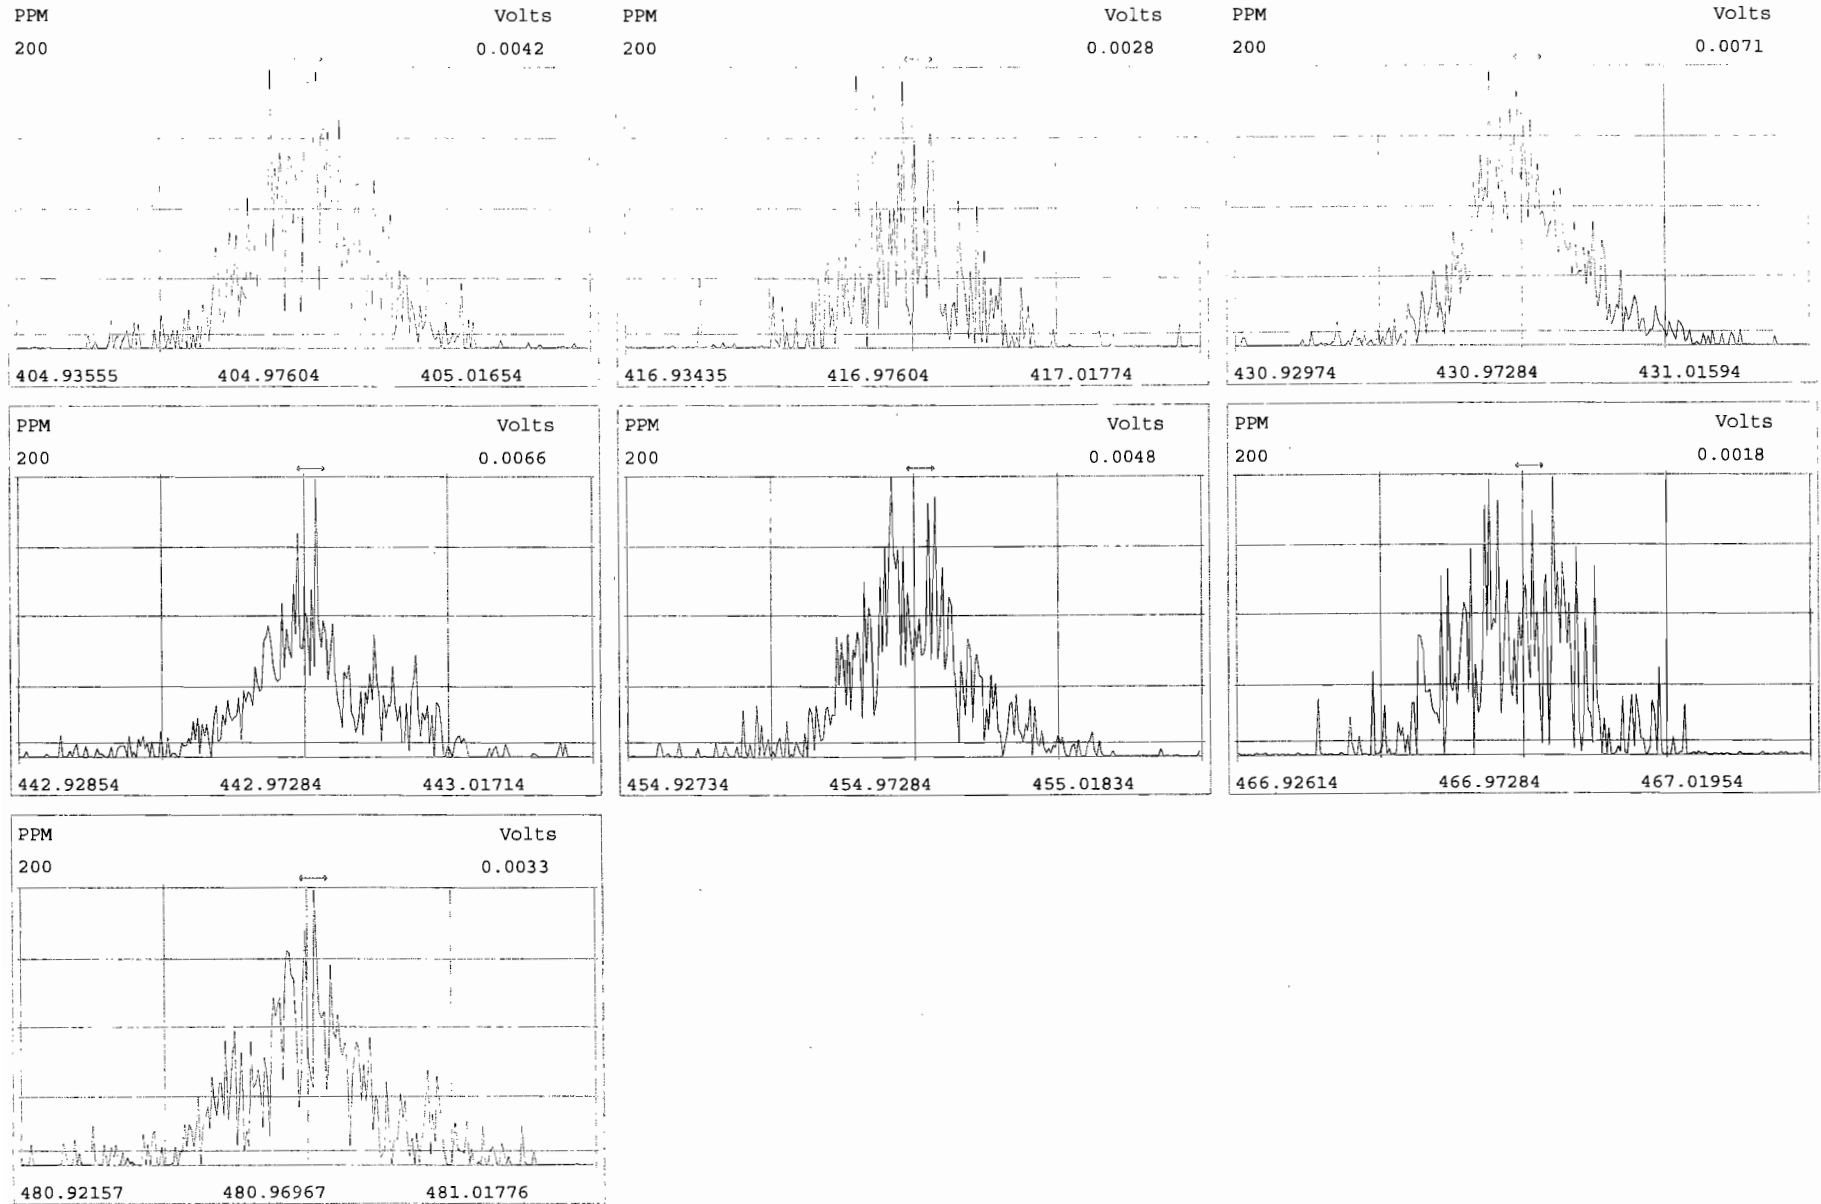 PPM Volts
200 0.0042
404.93555 404.97604 405.01654
PPM Volts
200 0.0028
416.93435 416.97604 417.01774
PPM Volts
200 0.0071
430.92974 430.97284 431.01594
PPM Volts
200 0.0066
442.92854 442.97284 443.01714
PPM Volts
200 0.0048
454.92734 454.97284 455.01834
PPM Volts
200 0.0018
466.92614 466.97284 467.01954
PPM Volts
200 0.0033
480.92157 480.96967 481.01776